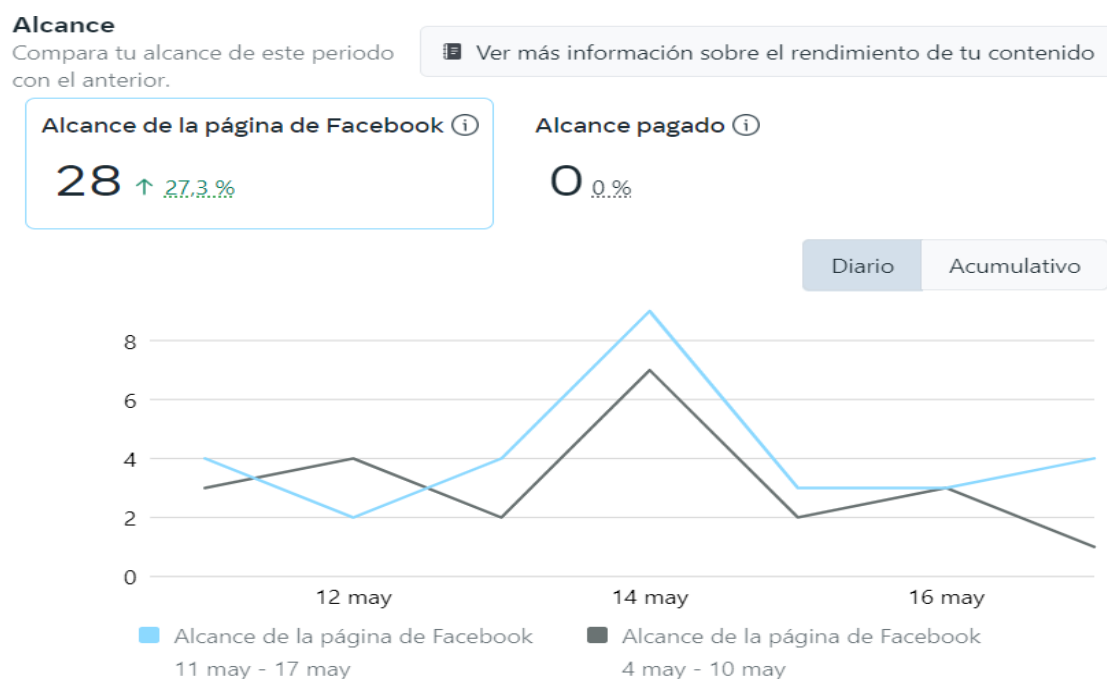 Alcance
Compara tu alcance de este periodo
con el anterior.
Ver más información sobre el rendimiento de tu contenido
Alcance de la página de Facebook
28 ↑ 27,3 %
Alcance pagado
0 0 %
Diario
Acumulativo
8
6
4
2
0
12 may
14 may
16 may
Alcance de la página de Facebook
11 may - 17 may
Alcance de la página de Facebook
4 may - 10 may